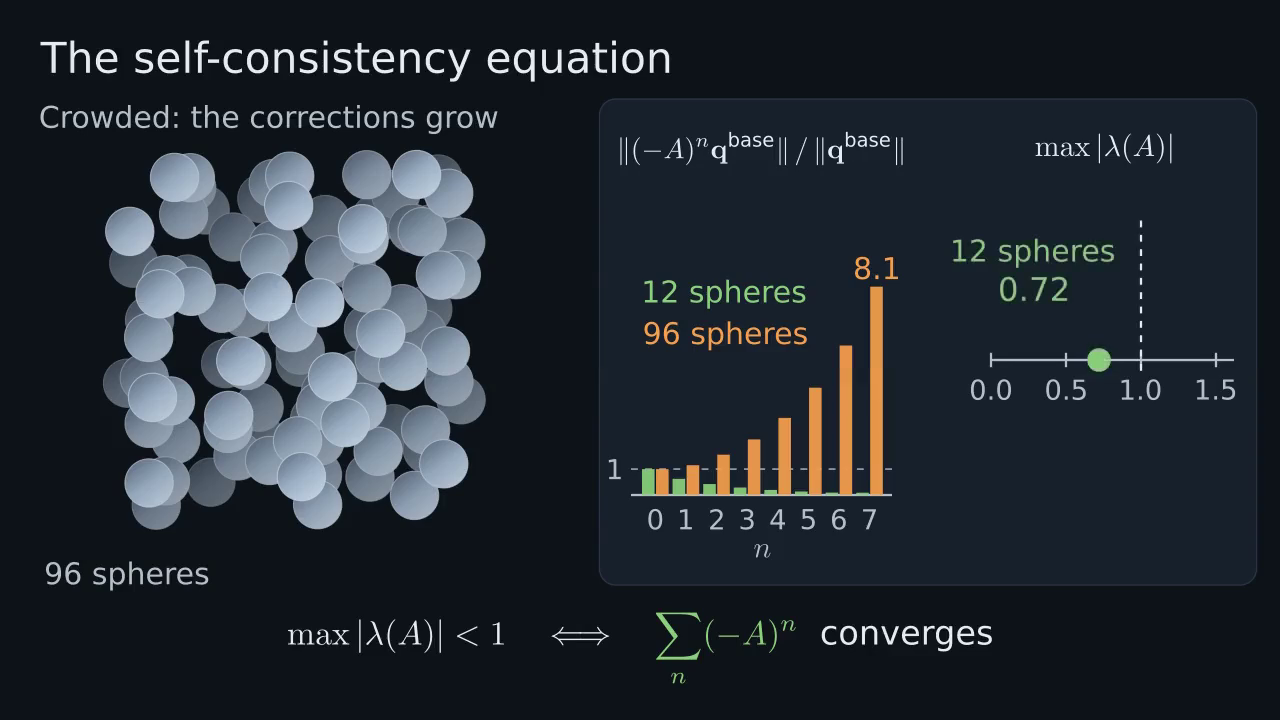 The self-consistency equation
Crowded: the corrections grow
96 spheres
‖(−A)ⁿq^base‖ / ‖q^base‖
12 spheres
96 spheres
8.1
1
0 1 2 3 4 5 6 7
n
max |λ(A)|
12 spheres
0.72
0.0 0.5 1.0 1.5
max |λ(A)| < 1 ⟺ ∑ₙ(−A)ⁿ converges